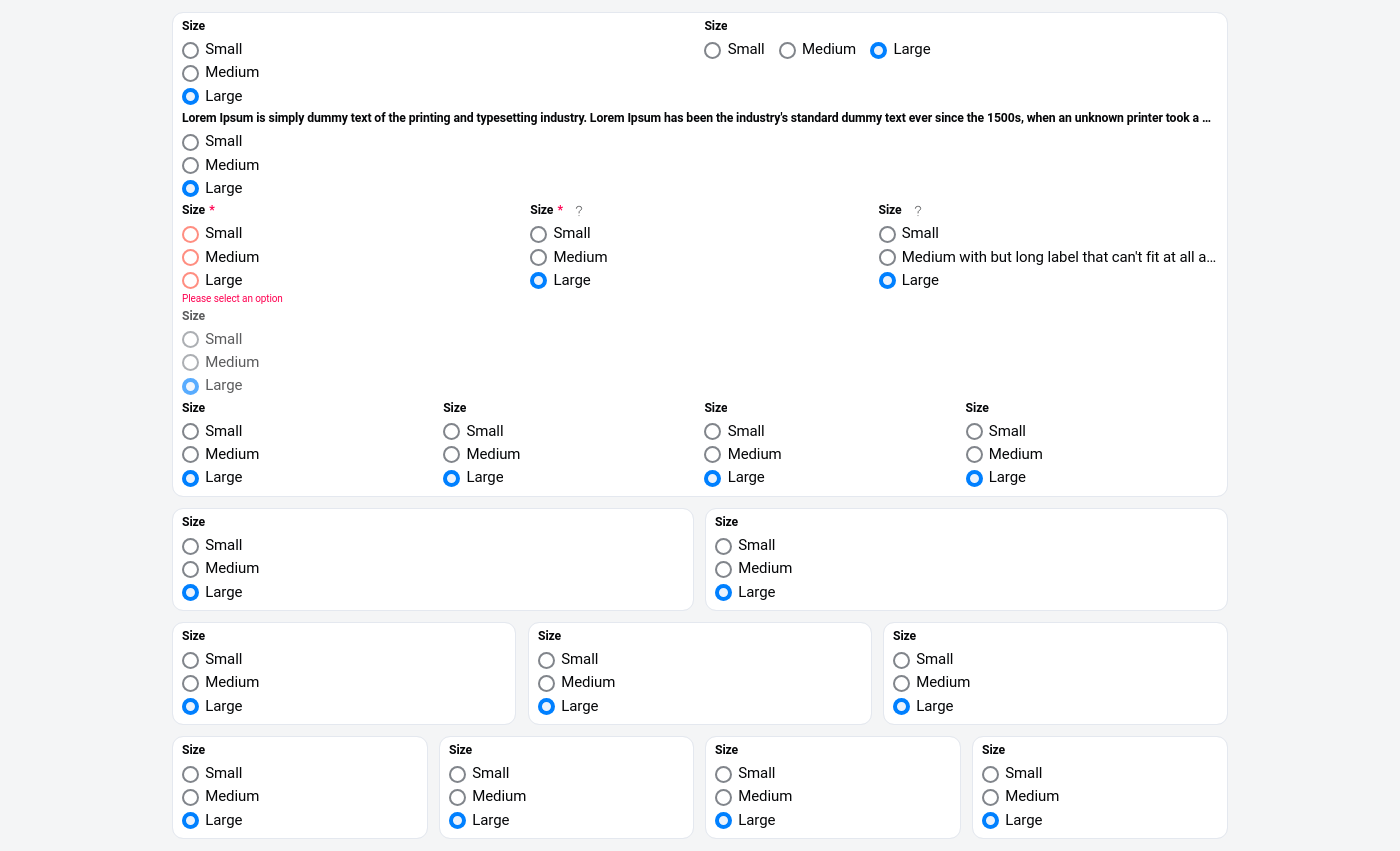 Size
Small
Medium
Large
Size
Small Medium Large
Lorem Ipsum is simply dummy text of the printing and typesetting industry. Lorem Ipsum has been the industry's standard dummy text ever since the 1500s, when an unknown printer took a ...
Small
Medium
Large
Size *
Small
Medium
Large
Please select an option
Size * ?
Small
Medium
Large
Size ?
Small
Medium with but long label that can't fit at all a...
Large
Size
Small
Medium
Large
Size
Small
Medium
Large
Size
Small
Medium
Large
Size
Small
Medium
Large
Size
Small
Medium
Large
Size
Small
Medium
Large
Size
Small
Medium
Large
Size
Small
Medium
Large
Size
Small
Medium
Large
Size
Small
Medium
Large
Size
Small
Medium
Large
Size
Small
Medium
Large
Size
Small
Medium
Large
Size
Small
Medium
Large